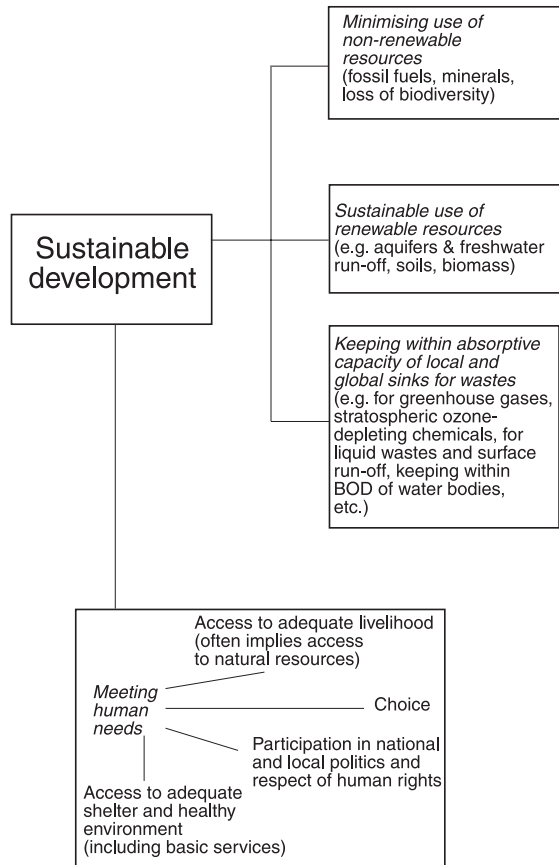 Minimising use of
non-renewable
resources
(fossil fuels, minerals,
loss of biodiversity)
Sustainable
development
Sustainable use of
renewable resources
(e.g. aquifers & freshwater
run-off, soils, biomass)
Keeping within absorptive
capacity of local and
global sinks for wastes
(e.g. for greenhouse gases,
stratospheric ozone-
depleting chemicals, for
liquid wastes and surface
run-off, keeping within
BOD of water bodies,
etc.)
Access to adequate livelihood
(often implies access
to natural resources)
Meeting
human
needs
Choice
Participation in national
and local politics and
respect of human rights
Access to adequate
shelter and healthy
environment
(including basic services)